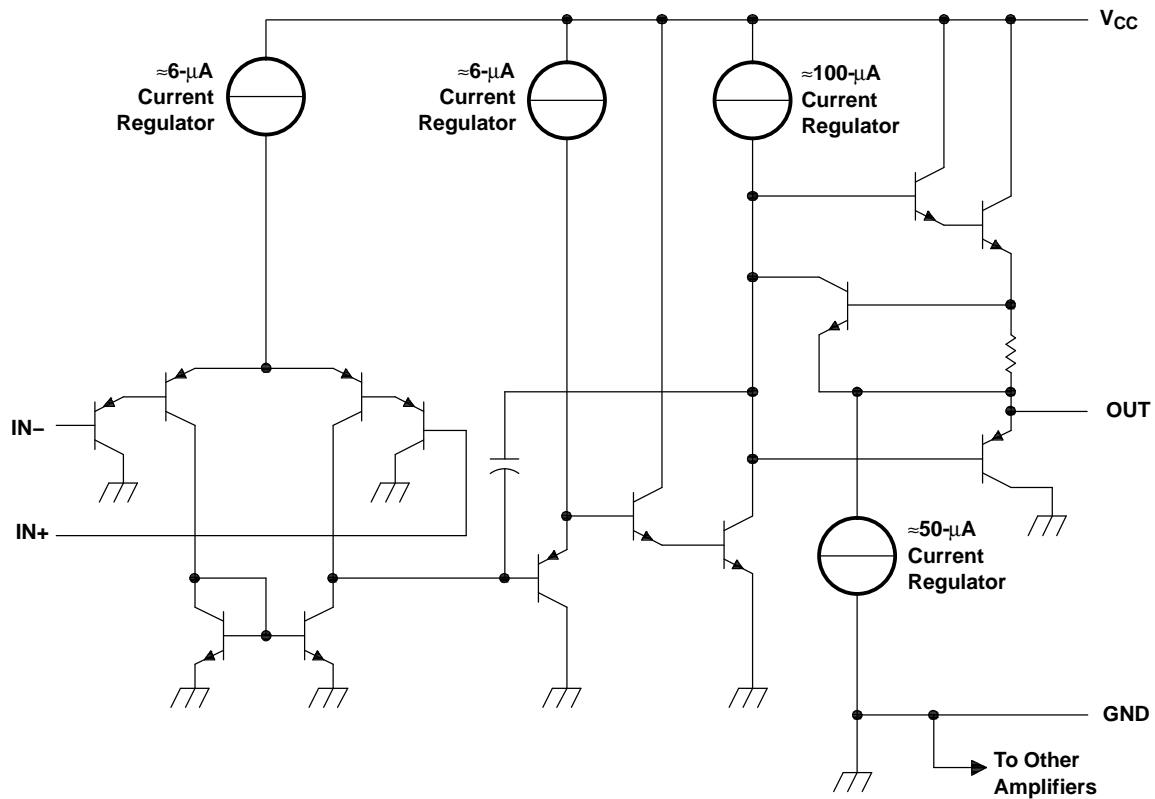 V_CC
≈6-µA
Current
Regulator
≈6-µA
Current
Regulator
≈100-µA
Current
Regulator
IN−
OUT
IN+
≈50-µA
Current
Regulator
GND
To Other
Amplifiers